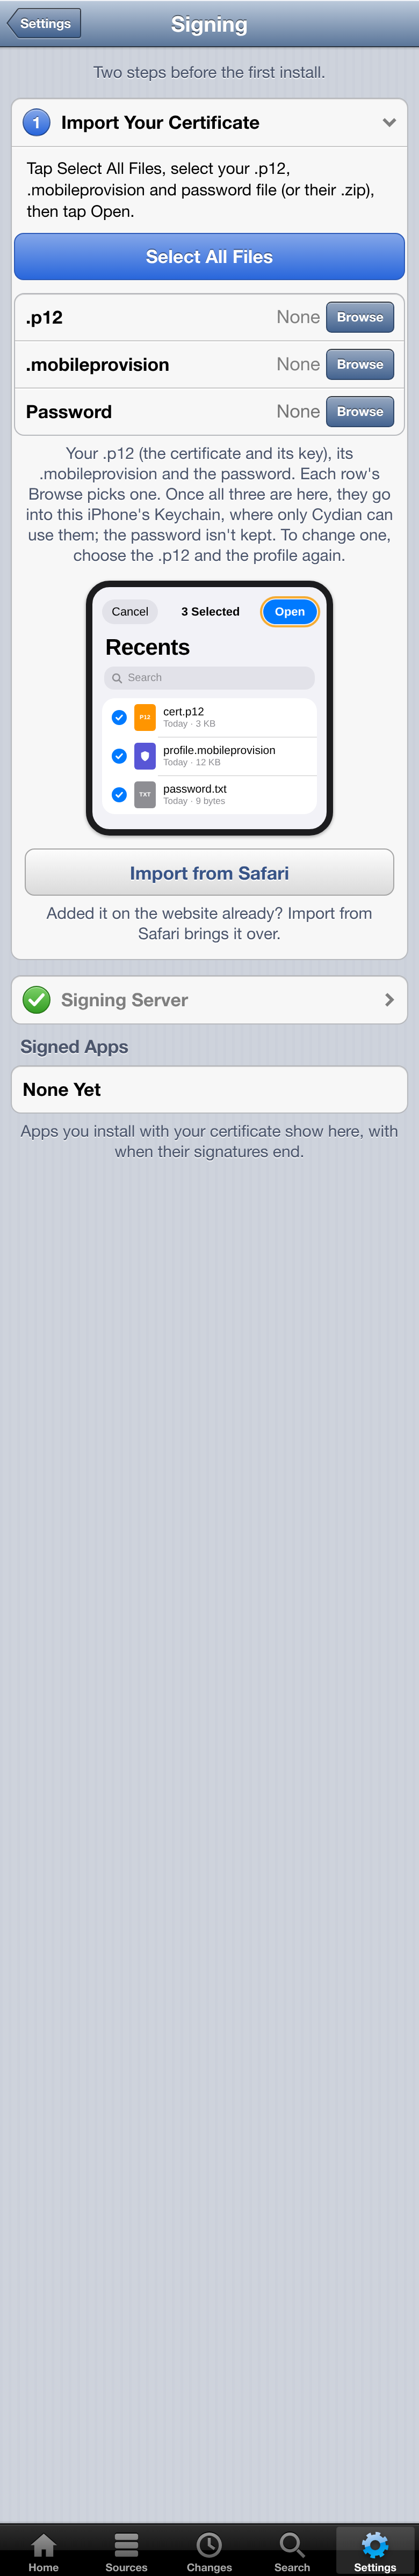 Settings
Signing
Two steps before the first install.
1
Import Your Certificate
Tap Select All Files, select your .p12,
.mobileprovision and password file (or their .zip),
then tap Open.
Select All Files
.p12
None
Browse
.mobileprovision
None
Browse
Password
None
Browse
Your .p12 (the certificate and its key), its
.mobileprovision and the password. Each row's
Browse picks one. Once all three are here, they go
into this iPhone's Keychain, where only Cydian can
use them; the password isn't kept. To change one,
choose the .p12 and the profile again.
Cancel
3 Selected
Open
Recents
Search
P12
cert.p12
Today · 3 KB
profile.mobileprovision
Today · 12 KB
TXT
password.txt
Today · 9 bytes
Import from Safari
Added it on the website already? Import from
Safari brings it over.
Signing Server
Signed Apps
None Yet
Apps you install with your certificate show here, with
when their signatures end.
Home
Sources
Changes
Search
Settings